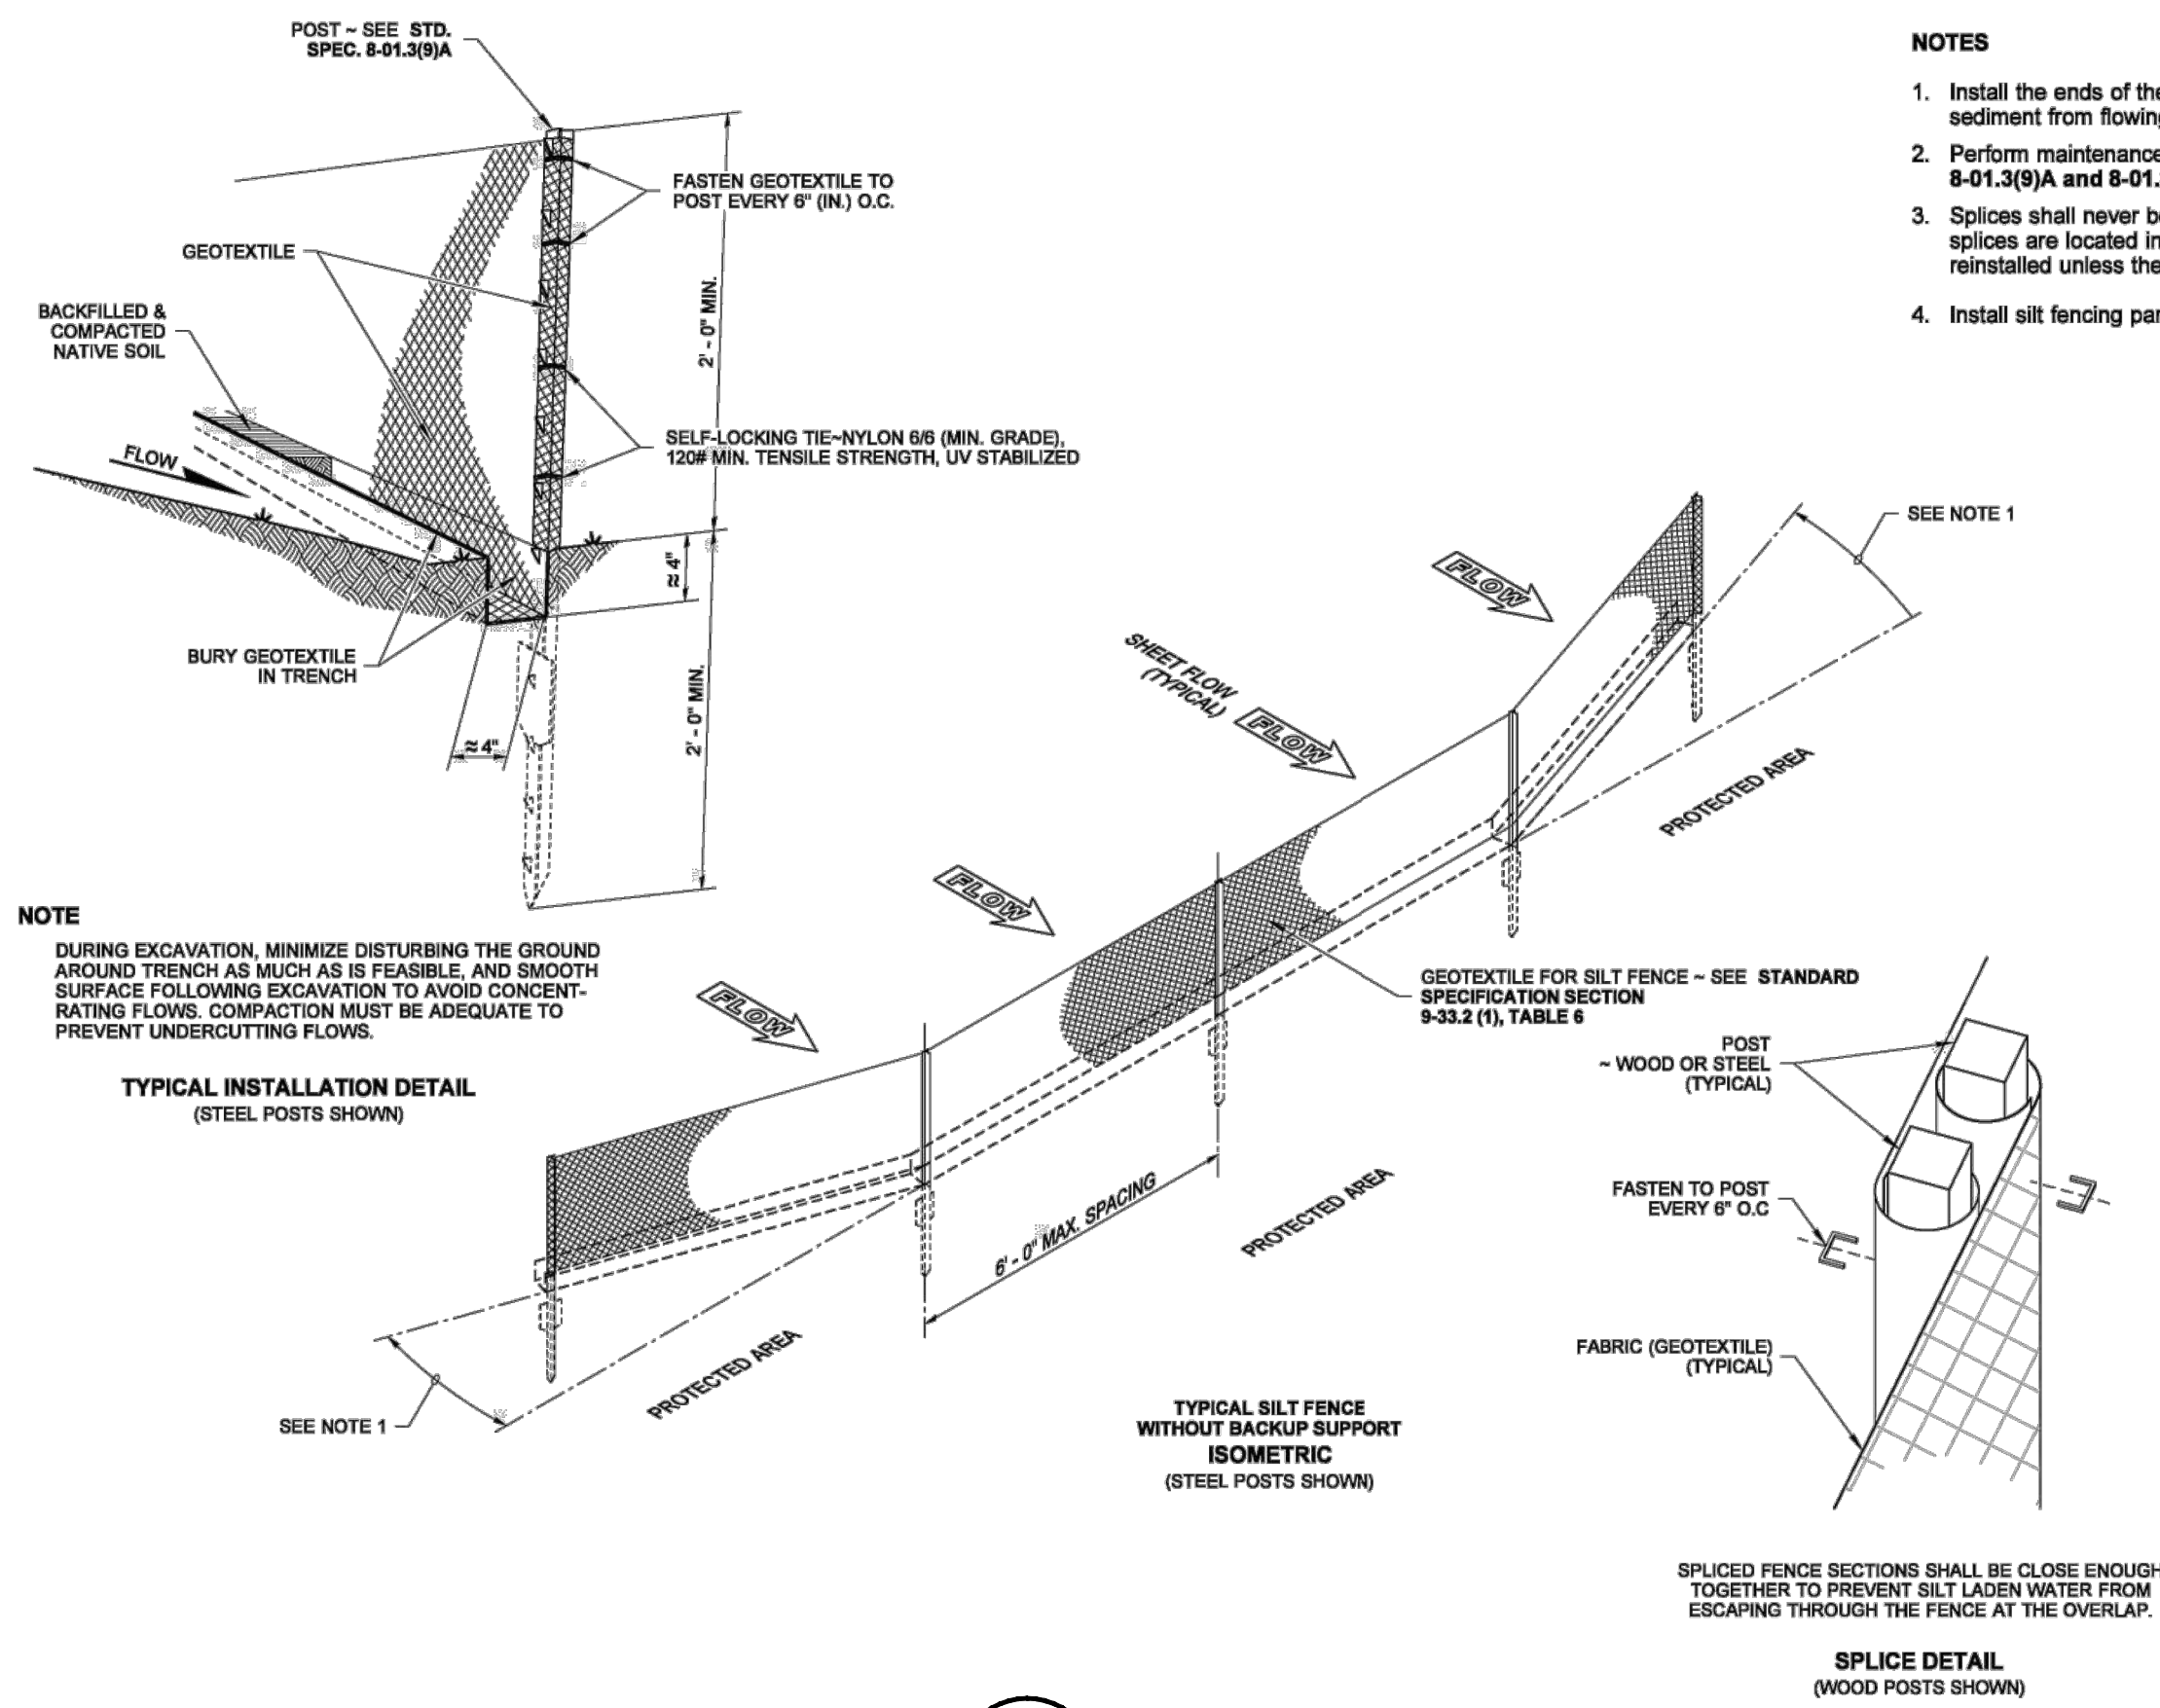 POST ~ SEE STD.
SPEC. 8-01.3(9)A
FASTEN GEOTEXTILE TO
POST EVERY 6" (IN.) O.C.
GEOTEXTILE
BACKFILLED &
COMPACTED
NATIVE SOIL
FLOW
2' - 0" MIN.
SELF-LOCKING TIE~NYLON 6/6 (MIN. GRADE),
120# MIN. TENSILE STRENGTH, UV STABILIZED
≈ 4"
BURY GEOTEXTILE
IN TRENCH
2' - 0" MIN.
≈ 4"
NOTE
DURING EXCAVATION, MINIMIZE DISTURBING THE GROUND
AROUND TRENCH AS MUCH AS IS FEASIBLE, AND SMOOTH
SURFACE FOLLOWING EXCAVATION TO AVOID CONCENT-
RATING FLOWS. COMPACTION MUST BE ADEQUATE TO
PREVENT UNDERCUTTING FLOWS.
TYPICAL INSTALLATION DETAIL
(STEEL POSTS SHOWN)
NOTES
1. Install the ends of the
sediment from flowing
2. Perform maintenance
8-01.3(9)A and 8-01.
3. Splices shall never be
splices are located in
reinstalled unless the
4. Install silt fencing par
SEE NOTE 1
FLOW
SHEET FLOW
(TYPICAL)
FLOW
PROTECTED AREA
FLOW
FLOW
GEOTEXTILE FOR SILT FENCE ~ SEE STANDARD
SPECIFICATION SECTION
9-33.2 (1), TABLE 6
6' - 0" MAX. SPACING
PROTECTED AREA
PROTECTED AREA
SEE NOTE 1
TYPICAL SILT FENCE
WITHOUT BACKUP SUPPORT
ISOMETRIC
(STEEL POSTS SHOWN)
POST
~ WOOD OR STEEL
(TYPICAL)
FASTEN TO POST
EVERY 6" O.C
FABRIC (GEOTEXTILE)
(TYPICAL)
SPLICED FENCE SECTIONS SHALL BE CLOSE ENOUGH
TOGETHER TO PREVENT SILT LADEN WATER FROM
ESCAPING THROUGH THE FENCE AT THE OVERLAP.
SPLICE DETAIL
(WOOD POSTS SHOWN)